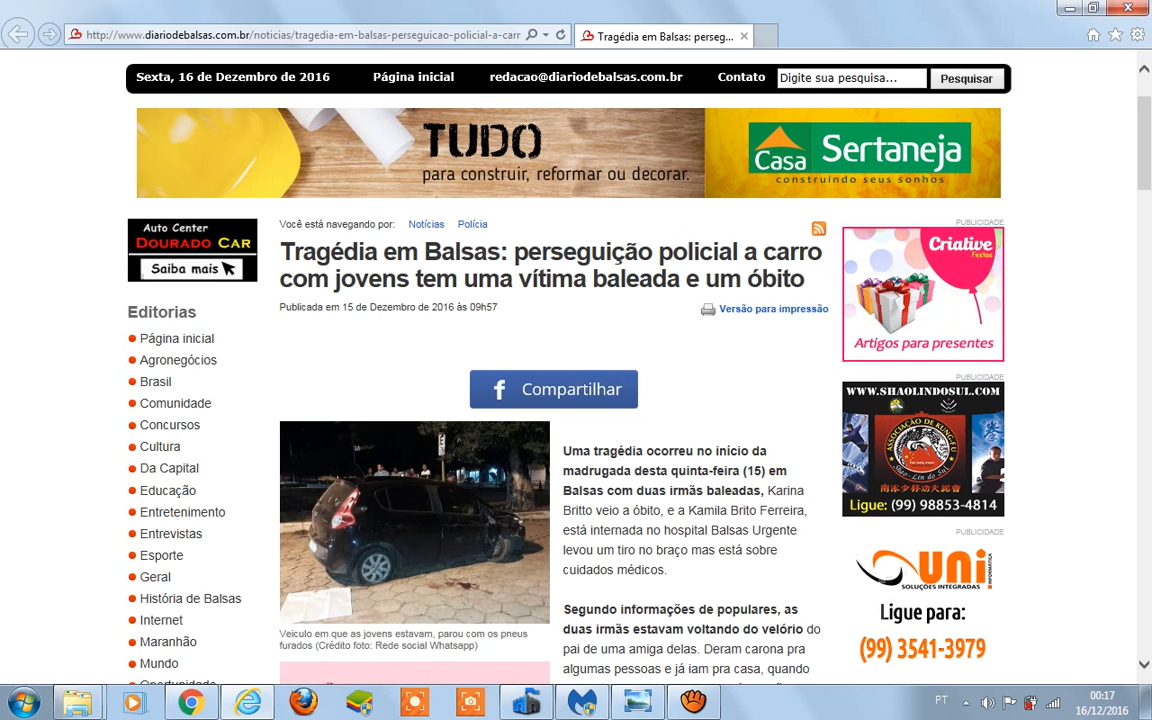 http://www.diariodebalsas.com.br/noticias/tragedia-em-balsas-perseguicao-policial-a-carr
Tragédia em Balsas: perseg...
Sexta, 16 de Dezembro de 2016
Página inicial
redacao@diariodebalsas.com.br
Contato
Digite sua pesquisa...
Pesquisar
TUDO
para construir, reformar ou decorar.
Casa Sertaneja
construindo seus sonhos
Auto Center
DOURADO CAR
Saiba mais
Editorias
Página inicial
Agronegócios
Brasil
Comunidade
Concursos
Cultura
Da Capital
Educação
Entretenimento
Entrevistas
Esporte
Geral
História de Balsas
Internet
Maranhão
Mundo
Oportunidade
Você está navegando por: Notícias Polícia
Tragédia em Balsas: perseguição policial a carro
com jovens tem uma vítima baleada e um óbito
Publicada em 15 de Dezembro de 2016 às 09h57
Versão para impressão
Compartilhar
Veiculo em que as jovens estavam, parou com os pneus
furados (Crédito foto: Rede social Whatsapp)
Uma tragédia ocorreu no início da
madrugada desta quinta-feira (15) em
Balsas com duas irmãs baleadas, Karina
Britto veio a óbito, e a Kamila Brito Ferreira,
está internada no hospital Balsas Urgente
levou um tiro no braço mas está sobre
cuidados médicos.
Segundo informações de populares, as
duas irmãs estavam voltando do velório do
pai de uma amiga delas. Deram carona pra
algumas pessoas e já iam pra casa, quando
PUBLICIDADE
Criative
Festas
Artigos para presentes
PUBLICIDADE
WWW.SHAOLINDOSUL.COM
ASSOCIAÇÃO DE KUNG-FU
Shao-Lin do Sul
Ligue: (99) 98853-4814
PUBLICIDADE
UNi
INFORMÁTICA
SOLUÇÕES INTEGRADAS
Ligue para:
(99) 3541-3979
PT
00:17
16/12/2016